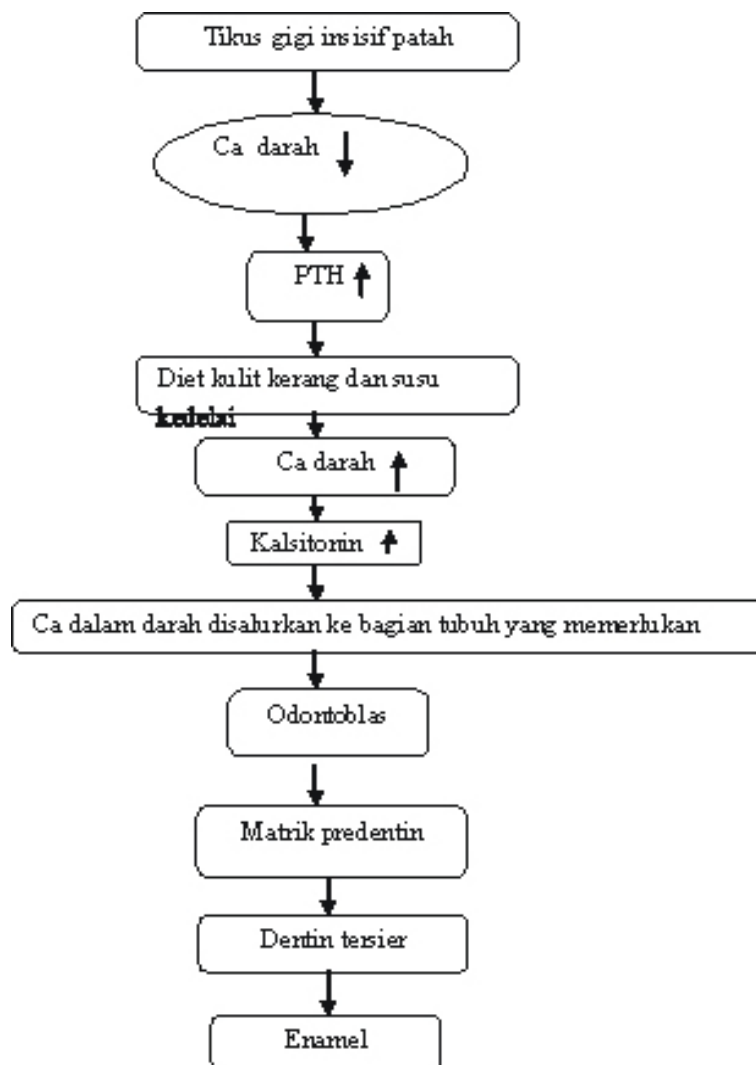 Tikus gigi insisif patah
Ca darah
PTH
Diet kulit kerang dan susu
kedelai
Ca darah
Kalsitonin
Ca dalam darah disalurkan ke bagian tubuh yang memerlukan
Odontoblas
Matrik predentin
Dentin tersier
Enamel